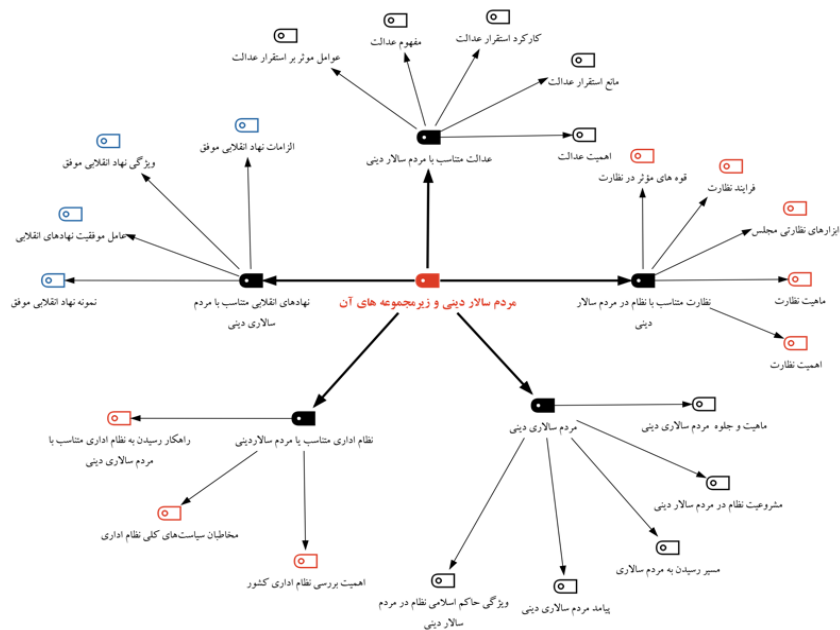 کارکرد استقرار عدالت
مفهوم عدالت
عوامل موثر بر استقرار عدالت
مانع استقرار عدالت
اهمیت عدالت
عدالت متناسب با مردم سالار دینی
الزامات نهاد انقلابی موفق
ویژگی نهاد انقلابی موفق
عامل موفقیت نهادهای انقلابی
نمونه نهاد انقلابی موفق
نهادهای انقلابی متناسب با مردم
سالاری دینی
مردم سالار دینی و زیرمجموعه های آن
قوه های مؤثر در نظارت
فرایند نظارت
ابزارهای نظارتی مجلس
ماهیت نظارت
اهمیت نظارت
نظارت متناسب با نظام در مردم سالار
دینی
نظام اداری متناسب یا مردم سالاردینی
راهکار رسیدن به نظام اداری متناسب با
مردم سالاری دینی
مخاطبان سیاست‌های کلی نظام اداری
اهمیت بررسی نظام اداری کشور
مردم سالاری دینی
ماهیت و جلوه مردم سالاری دینی
مشروعیت نظام در مردم سالار دینی
مسیر رسیدن به مردم سالاری
پیامد مردم سالاری دینی
ویژگی حاکم اسلامی نظام در مردم
سالار دینی